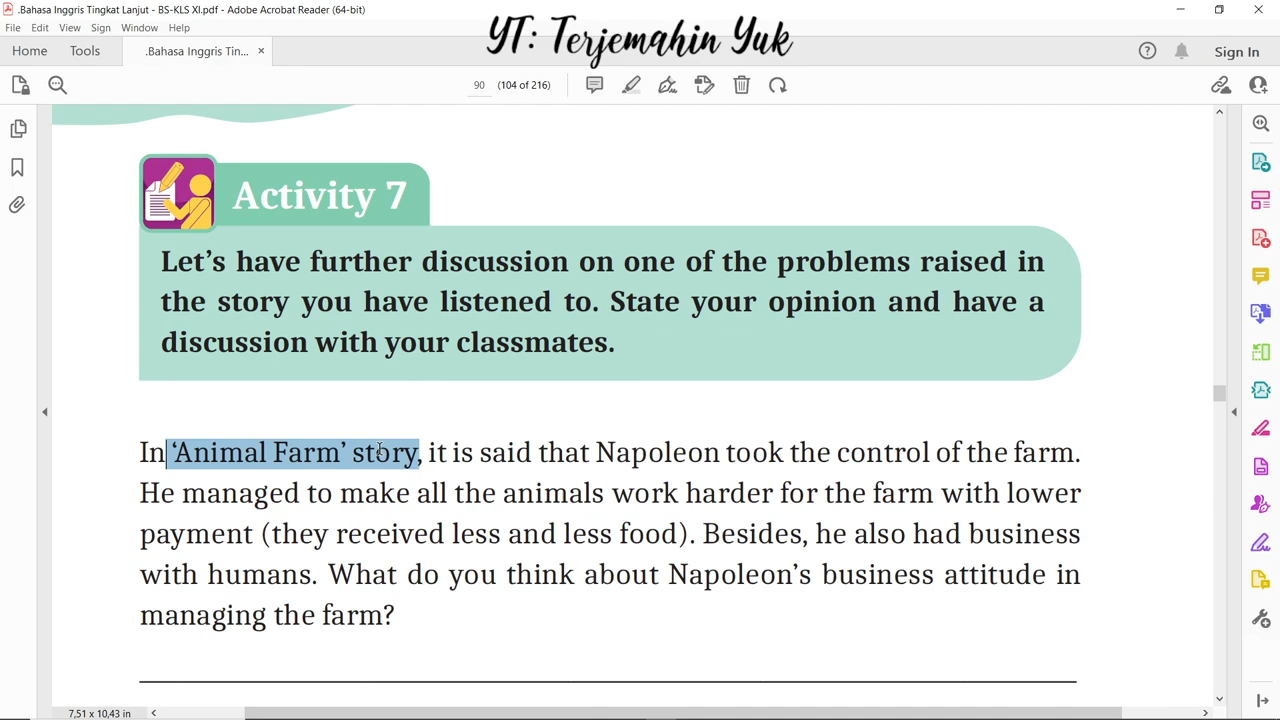 .Bahasa Inggris Tingkat Lanjut - BS-KLS XI.pdf - Adobe Acrobat Reader (64-bit)
File Edit View Sign Window Help
YT: Terjemahin Yuk
Home Tools .Bahasa Inggris Tin... × Sign In
90 (104 of 216)
Activity 7
Let’s have further discussion on one of the problems raised in
the story you have listened to. State your opinion and have a
discussion with your classmates.
In ‘Animal Farm’ story, it is said that Napoleon took the control of the farm.
He managed to make all the animals work harder for the farm with lower
payment (they received less and less food). Besides, he also had business
with humans. What do you think about Napoleon’s business attitude in
managing the farm?
7,51 x 10,43 in